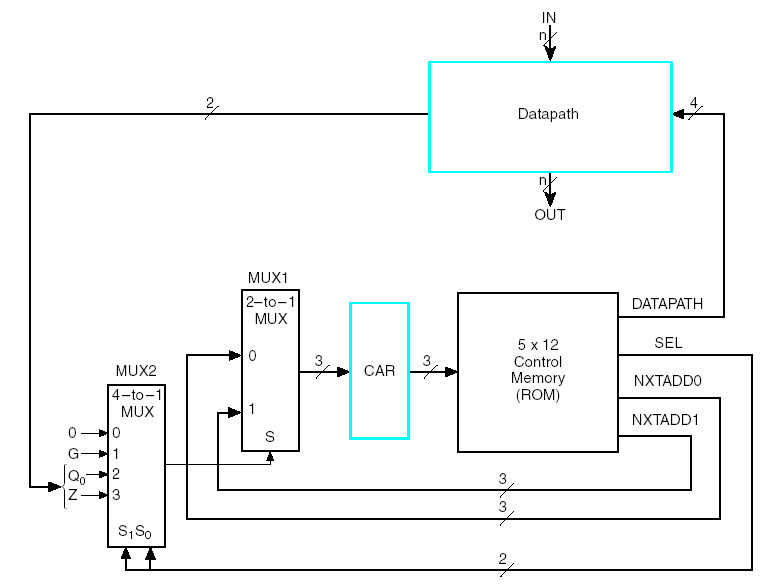 IN
n
2
Datapath
4
n
OUT
MUX1
2-to-1
MUX
0
1
S
3
CAR
3
5 x 12
Control
Memory
(ROM)
DATAPATH
SEL
NXTADD0
NXTADD1
MUX2
4-to-1
MUX
0 0
G 1
Q0 2
Z 3
S1S0
3
3
2